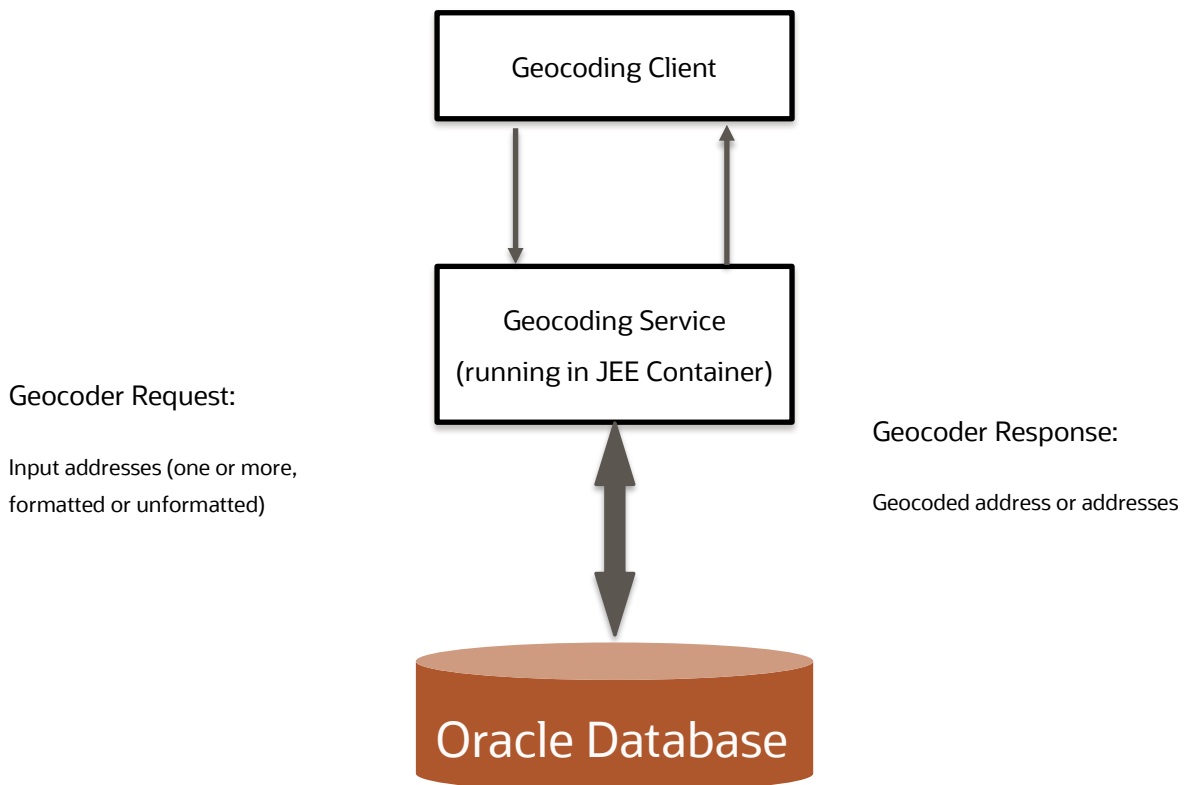 Geocoding Client
Geocoding Service
(running in JEE Container)
Geocoder Request:
Input addresses (one or more,
formatted or unformatted)
Geocoder Response:
Geocoded address or addresses
Oracle Database